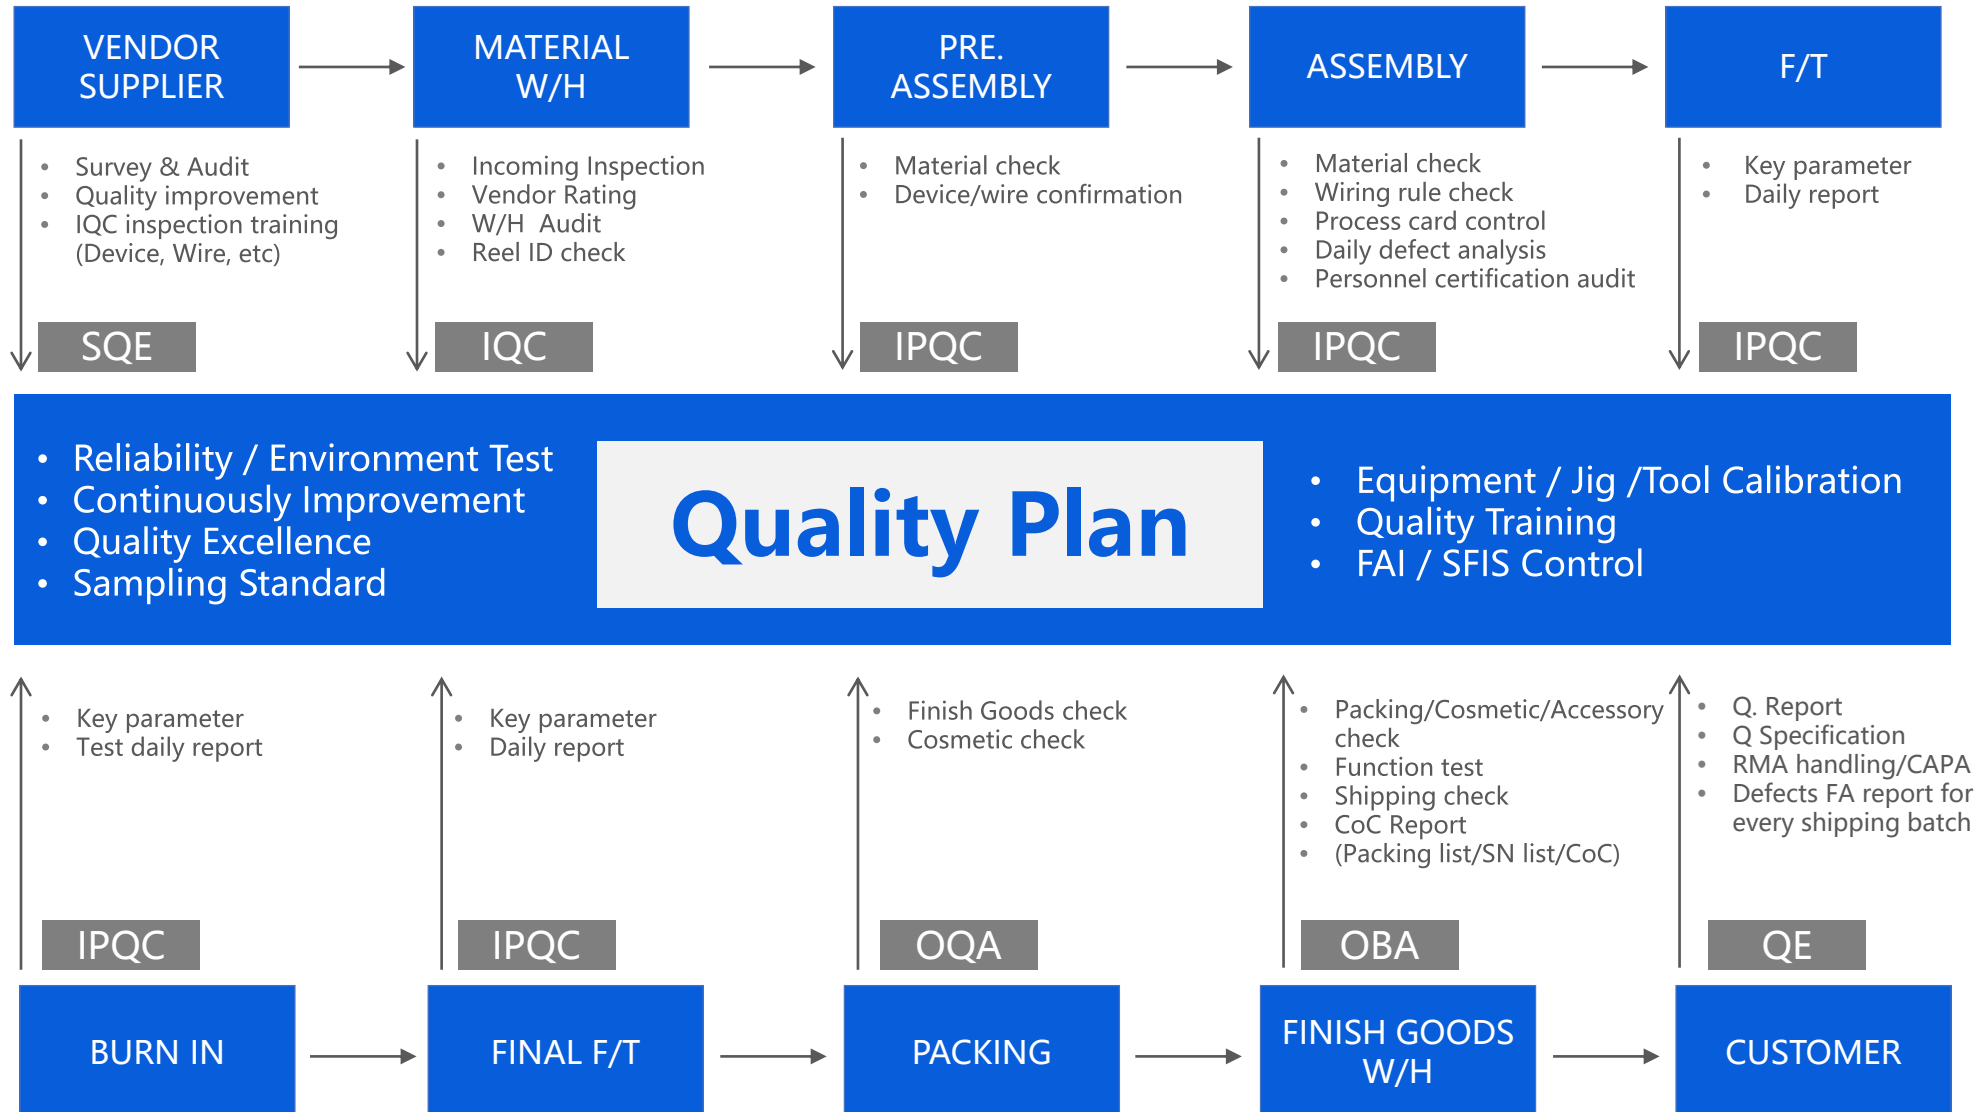 VENDOR
SUPPLIER
MATERIAL
W/H
PRE.
ASSEMBLY
ASSEMBLY
F/T
• Survey & Audit
• Quality improvement
• IQC inspection training
(Device, Wire, etc)
• Incoming Inspection
• Vendor Rating
• W/H Audit
• Reel ID check
• Material check
• Device/wire confirmation
• Material check
• Wiring rule check
• Process card control
• Daily defect analysis
• Personnel certification audit
• Key parameter
• Daily report
SQE
IQC
IPQC
IPQC
IPQC
• Reliability / Environment Test
• Continuously Improvement
• Quality Excellence
• Sampling Standard
Quality Plan
• Equipment / Jig /Tool Calibration
• Quality Training
• FAI / SFIS Control
• Key parameter
• Test daily report
• Key parameter
• Daily report
• Finish Goods check
• Cosmetic check
• Packing/Cosmetic/Accessory
check
• Function test
• Shipping check
• CoC Report
• (Packing list/SN list/CoC)
• Q. Report
• Q Specification
• RMA handling/CAPA
• Defects FA report for
every shipping batch
IPQC
IPQC
OQA
OBA
QE
BURN IN
FINAL F/T
PACKING
FINISH GOODS
W/H
CUSTOMER